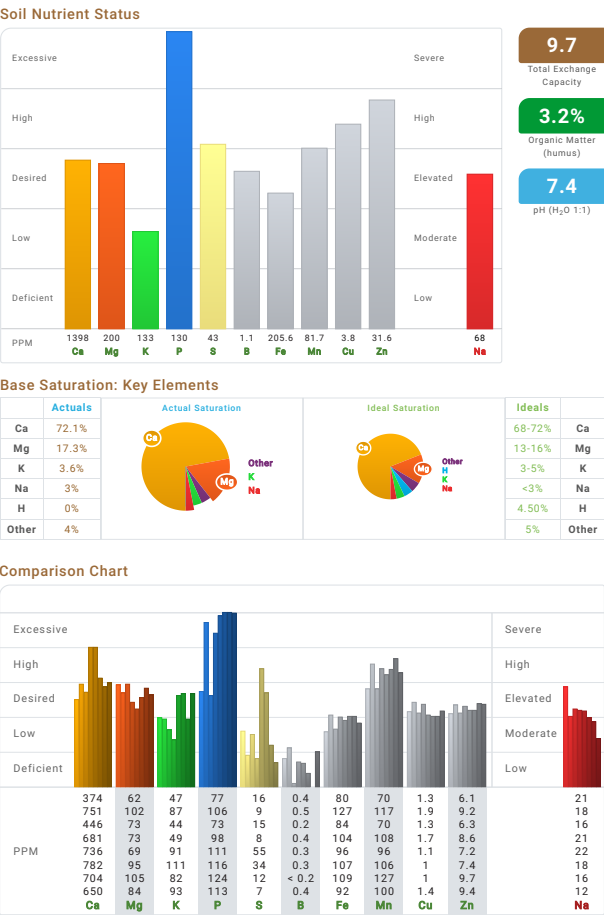 Soil Nutrient Status
Excessive
Severe
High
High
Desired
Elevated
Low
Moderate
Deficient
Low
PPM 1398 200 133 130 43 1.1 205.6 81.7 3.8 31.6 68
Ca Mg K P S B Fe Mn Cu Zn Na
9.7
Total Exchange
Capacity
3.2%
Organic Matter
(humus)
7.4
pH (H₂O 1:1)
Base Saturation: Key Elements
Actuals
Ca 72.1%
Mg 17.3%
K 3.6%
Na 3%
H 0%
Other 4%
Actual Saturation
Ca
Mg
Other
K
Na
Ideal Saturation
Ca
Mg
Other
H
K
Na
Ideals
68-72% Ca
13-16% Mg
3-5% K
<3% Na
4.50% H
5% Other
Comparison Chart
Excessive
Severe
High
High
Desired
Elevated
Low
Moderate
Deficient
Low
PPM
374 62 47 77 16 0.4 80 70 1.3 6.1 21
751 102 87 106 9 0.5 127 117 1.9 9.2 18
446 73 44 73 15 0.2 84 70 1.3 6.3 16
681 73 49 98 8 0.4 104 108 1.7 8.6 21
736 69 91 111 55 0.3 96 96 1.1 7.2 22
782 95 111 116 34 0.3 107 106 1 7.4 18
704 105 82 124 12 < 0.2 109 127 1 9.7 16
650 84 93 113 7 0.4 92 100 1.4 9.4 12
Ca Mg K P S B Fe Mn Cu Zn Na